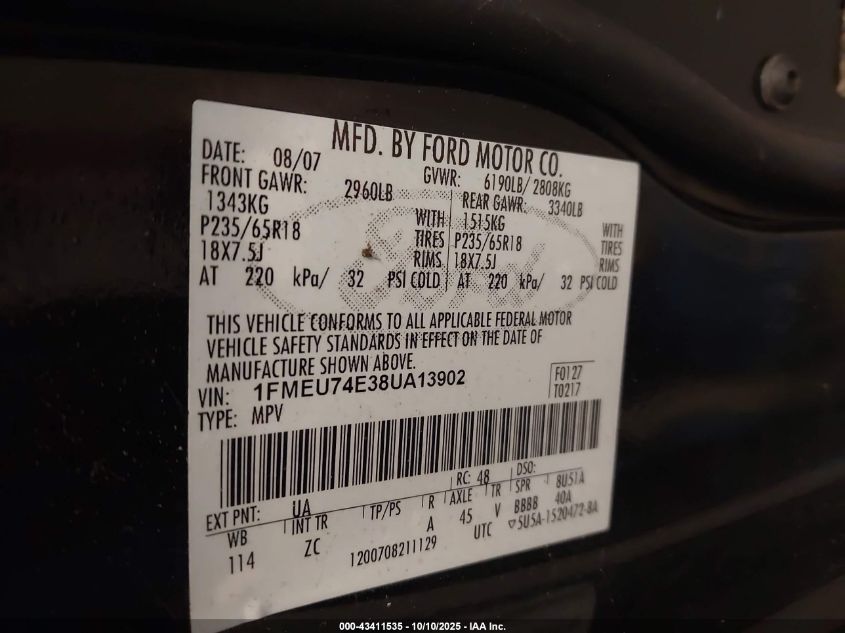 MFD. BY FORD MOTOR CO.
DATE: 08/07 GVWR: 6190LB/ 2808KG
FRONT GAWR: 2960LB REAR GAWR: 3340LB
1343KG WITH 1515KG WITH
P235/65R18 TIRES P235/65R18 TIRES
18X7.5J RIMS 18X7.5J RIMS
AT 220 kPa/ 32 PSI COLD AT 220 kPa/ 32 PSI COLD
Ford
THIS VEHICLE CONFORMS TO ALL APPLICABLE FEDERAL MOTOR
VEHICLE SAFETY STANDARDS IN EFFECT ON THE DATE OF
MANUFACTURE SHOWN ABOVE.
VIN: 1FMEU74E38UA13902 F0127
TYPE: MPV T0217
EXT PNT: UA RC: 48 DSO:
WB INT TR TP/PS R AXLE TR SPR 8U51A
114 ZC A 45 V BBBB 40A
1200708211129 UTC ▽5U5A-1520472-BA
000-43411535 - 10/10/2025 - IAA Inc.